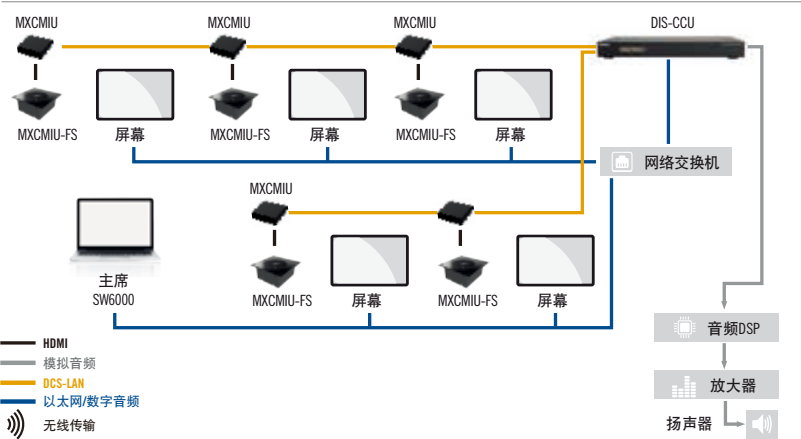 MXCMIU
MXCMIU
MXCMIU
DIS-CCU
MXCMIU-FS
屏幕
MXCMIU-FS
屏幕
MXCMIU-FS
屏幕
网络交换机
MXCMIU
主席
SW6000
MXCMIU-FS
屏幕
MXCMIU-FS
屏幕
音频DSP
放大器
扬声器
HDMI
模拟音频
DCS-LAN
以太网/数字音频
无线传输